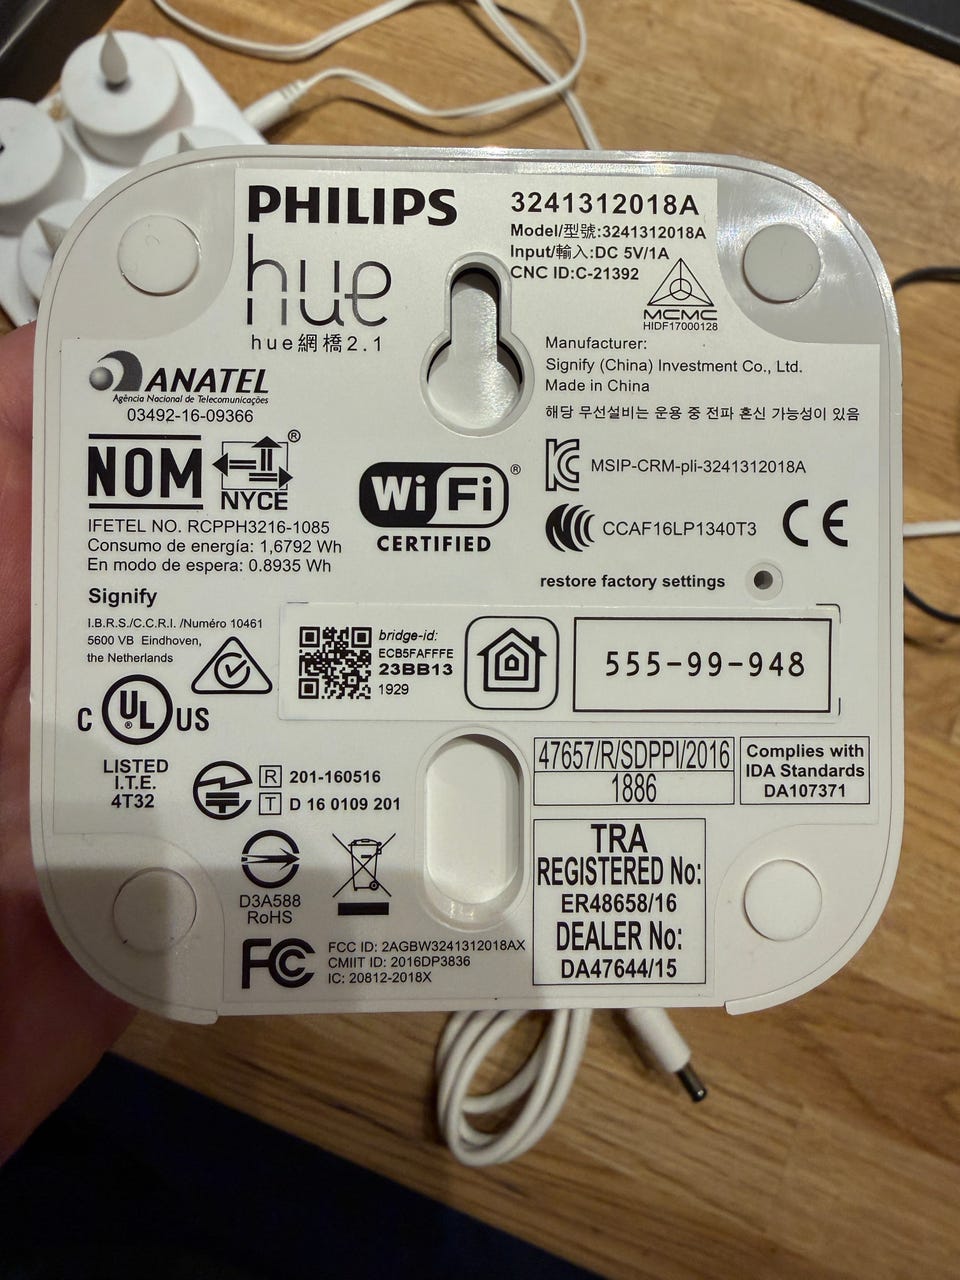 PHILIPS
hue
hue網橋2.1
3241312018A
Model/型號:3241312018A
Input/輸入:DC 5V/1A
CNC ID:C-21392
MCMC
HIDF17000128
Manufacturer:
Signify (China) Investment Co., Ltd.
Made in China
해당 무선설비는 운용 중 전파 혼신 가능성이 있음
ANATEL
Agência Nacional de Telecomunicações
03492-16-09366
NOM
NYCE
®
IFETEL NO. RCPPH3216-1085
Consumo de energía: 1,6792 Wh
En modo de espera: 0.8935 Wh
WiFi®
CERTIFIED
MSIP-CRM-pli-3241312018A
CCAF16LP1340T3
CE
restore factory settings
Signify
I.B.R.S./C.C.R.I. /Numéro 10461
5600 VB Eindhoven,
the Netherlands
bridge-id:
ECB5FAFFFE
23BB13
1929
555-99-948
C UL® US
LISTED
I.T.E.
4T32
R 201-160516
T D 16 0109 201
47657/R/SDPPI/2016
1886
Complies with
IDA Standards
DA107371
D3A588
RoHS
TRA
REGISTERED No:
ER48658/16
DEALER No:
DA47644/15
FC
FCC ID: 2AGBW3241312018AX
CMIIT ID: 2016DP3836
IC: 20812-2018X